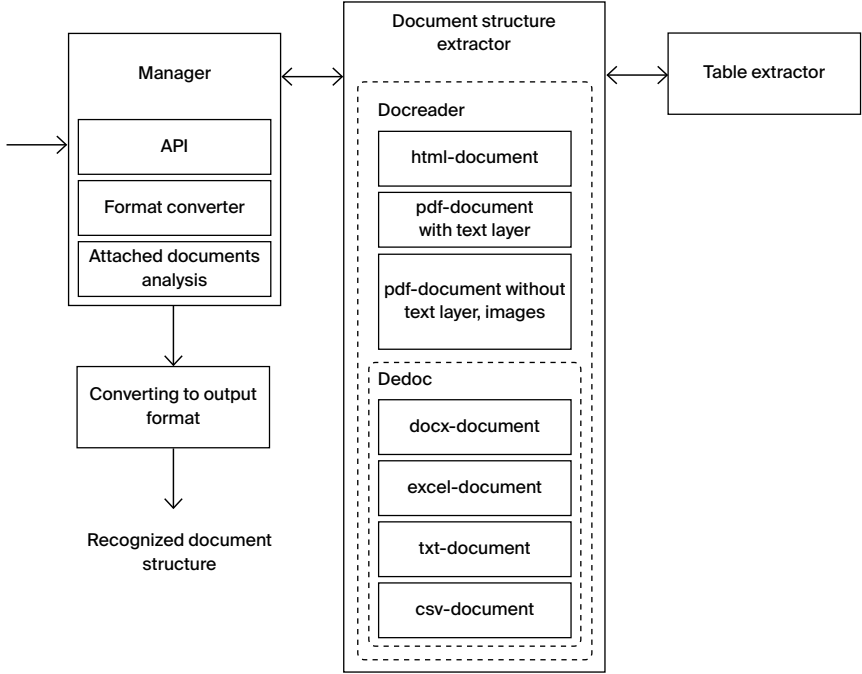 Manager
API
Format converter
Attached documents
analysis
Converting to output
format
Recognized document
structure
Document structure
extractor
Docreader
html-document
pdf-document
with text layer
pdf-document without
text layer, images
Dedoc
docx-document
excel-document
txt-document
csv-document
Table extractor